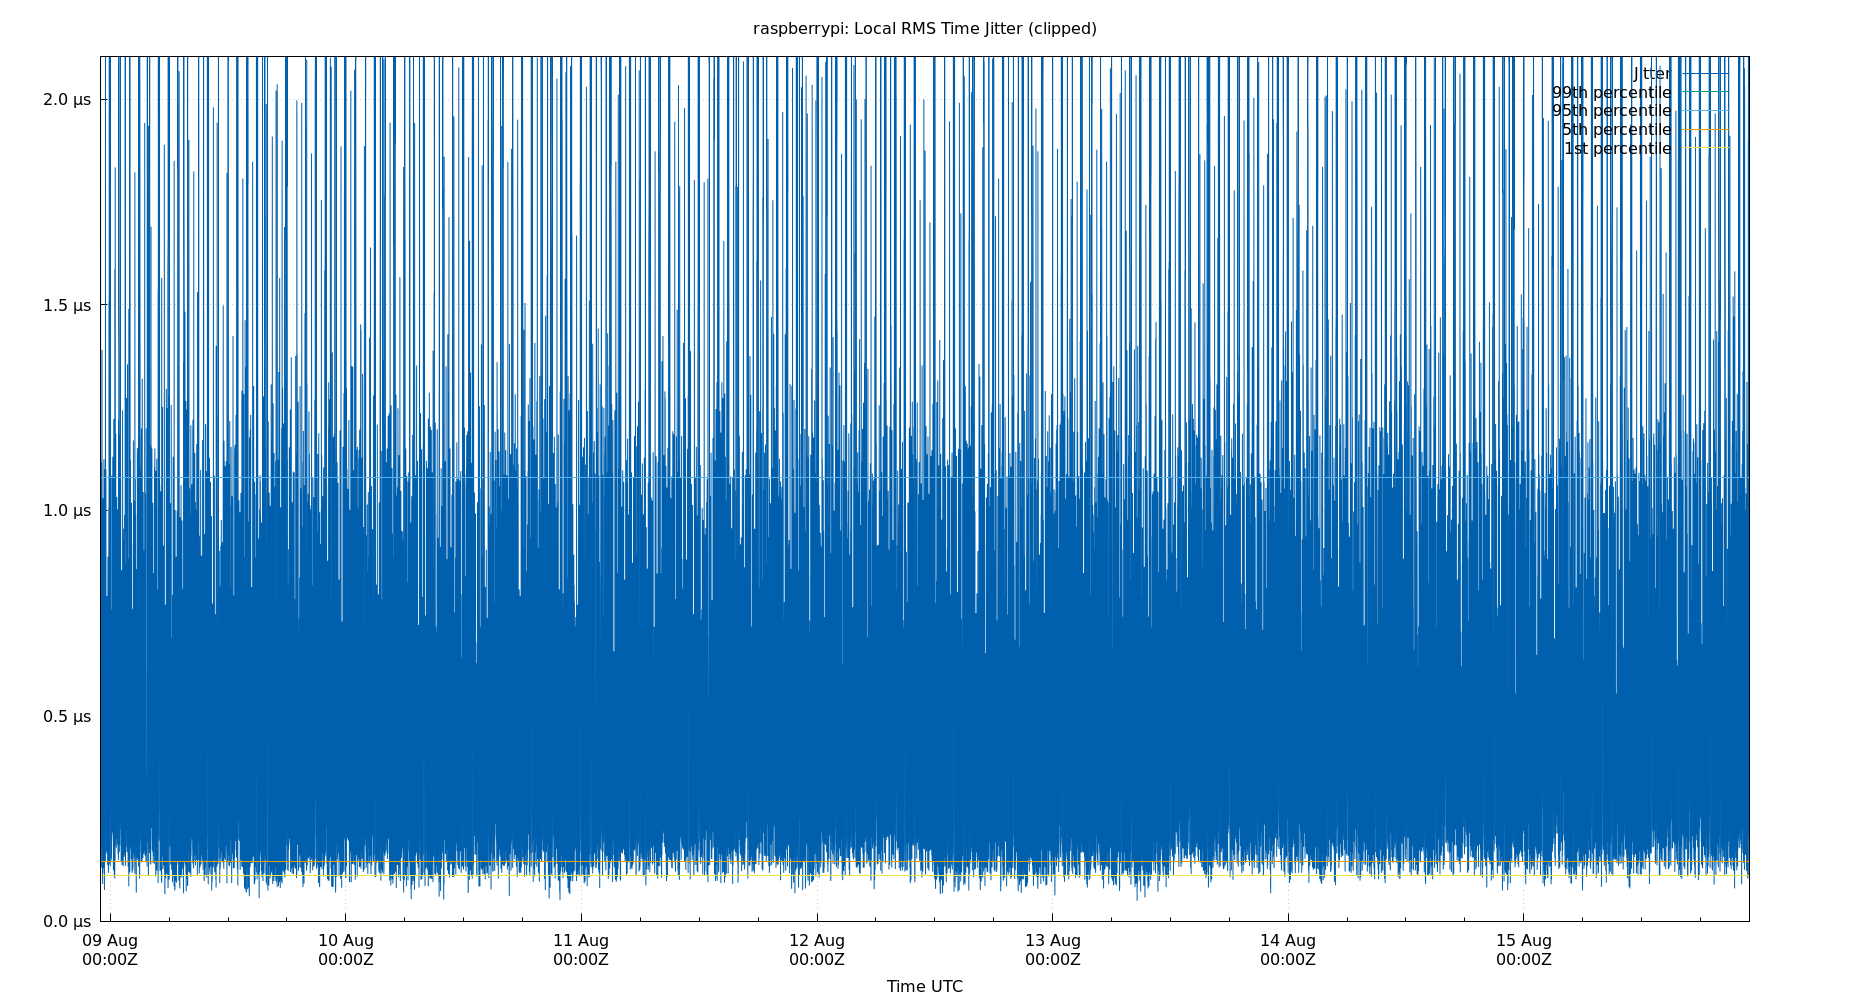 raspberrypi: Local RMS Time Jitter (clipped)
Jitter
99th percentile
95th percentile
5th percentile
1st percentile
2.0 µs
1.5 µs
1.0 µs
0.5 µs
0.0 µs
09 Aug 10 Aug 11 Aug 12 Aug 13 Aug 14 Aug 15 Aug
00:00Z 00:00Z 00:00Z 00:00Z 00:00Z 00:00Z 00:00Z
Time UTC